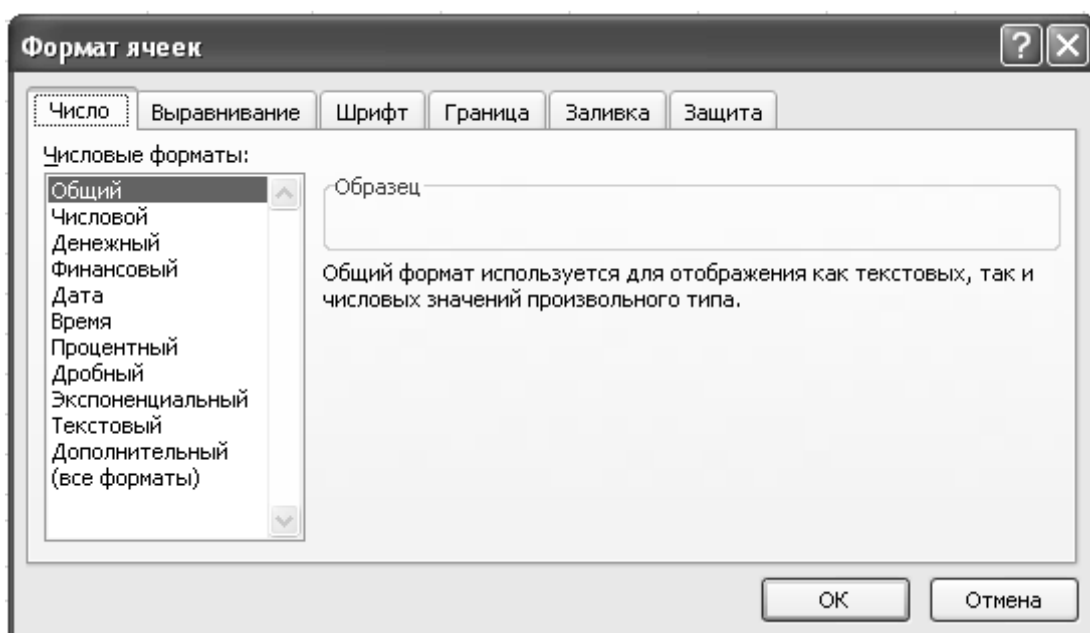 Формат ячеек
Число Выравнивание Шрифт Граница Заливка Защита
Числовые форматы:
Общий
Числовой
Денежный
Финансовый
Дата
Время
Процентный
Дробный
Экспоненциальный
Текстовый
Дополнительный
(все форматы)
Образец
Общий формат используется для отображения как текстовых, так и
числовых значений произвольного типа.
ОК Отмена